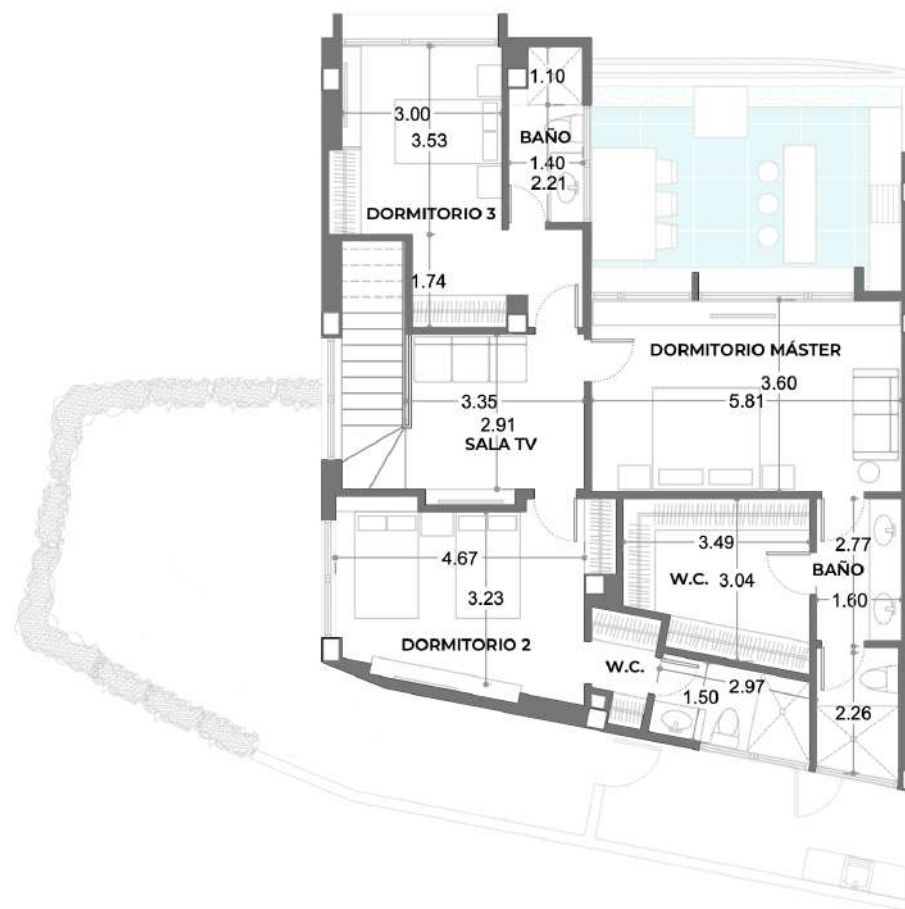 1.10
3.00
3.53
BAÑO
1.40
2.21
DORMITORIO 3
1.74
DORMITORIO MÁSTER
3.60
5.81
3.35
2.91
SALA TV
4.67
3.23
DORMITORIO 2
3.49
W.C. 3.04
2.77
BAÑO
1.60
W.C.
1.50
2.97
2.26